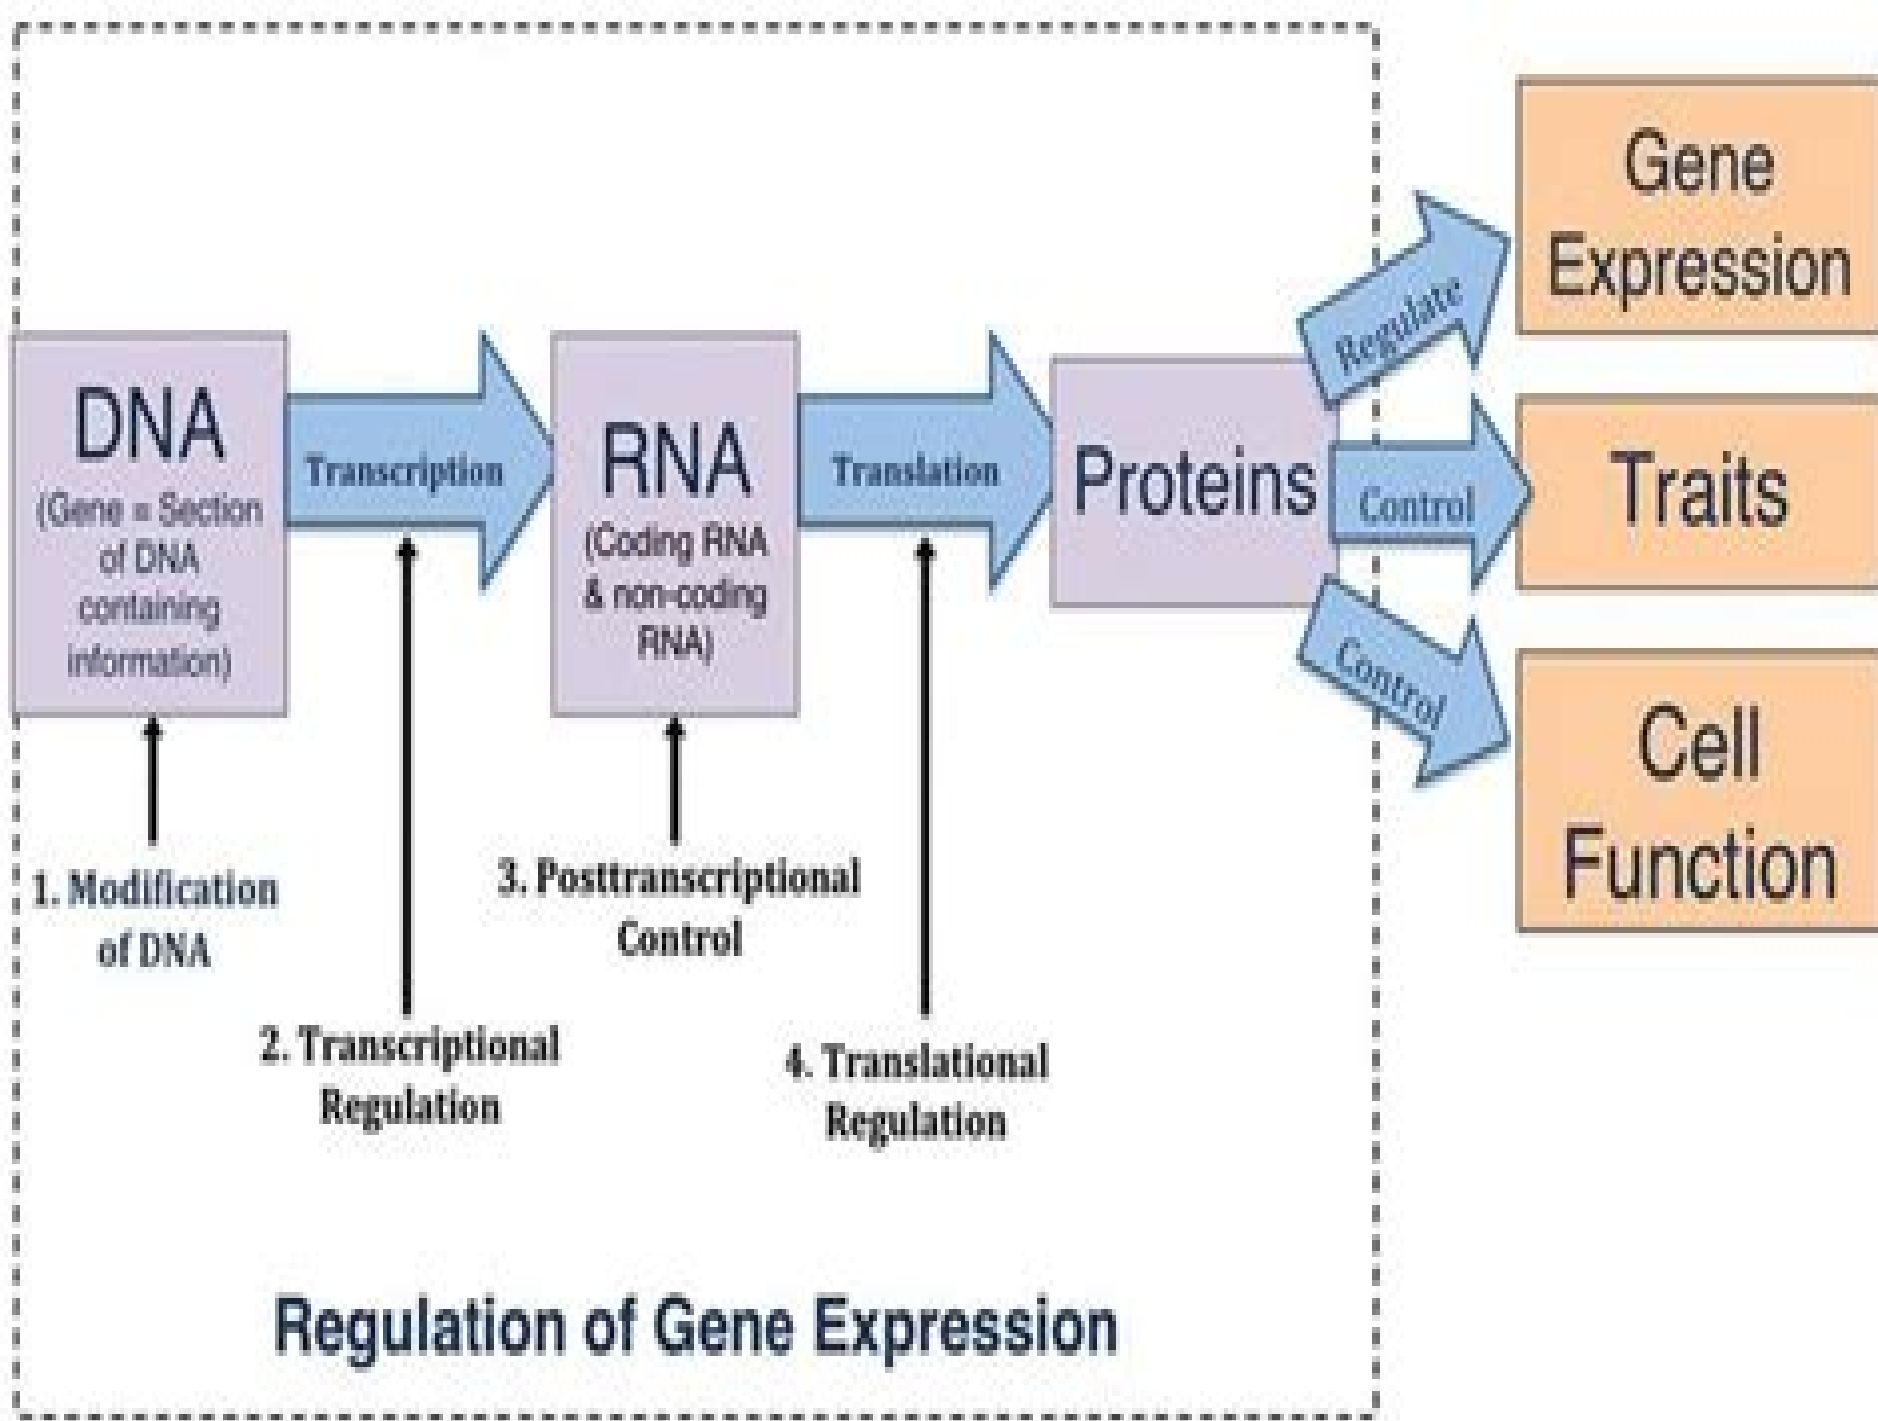 DNA
(Gene = Section
of DNA
containing
information)
Transcription
RNA
(Coding RNA
& non-coding
RNA)
Translation
Proteins
Regulate
Control
Control
Gene
Expression
Traits
Cell
Function
1. Modification
of DNA
2. Transcriptional
Regulation
3. Posttranscriptional
Control
4. Translational
Regulation
Regulation of Gene Expression